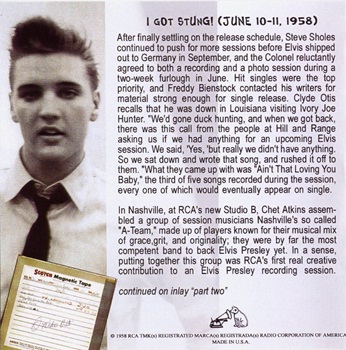 I GOT STUNG! (JUNE 10-11, 1958)
After finally settling on the release schedule, Steve Sholes
continued to push for more sessions before Elvis shipped
out to Germany in September, and the Colonel reluctantly
agreed to both a recording and a photo session during a
two-week furlough in June. Hit singles were the top
priority, and Freddy Bienstock contacted his writers for
material strong enough for single release. Clyde Otis
recalls that he was down in Louisiana visiting Ivory Joe
Hunter. "We'd gone duck hunting, and when we got back,
there was this call from the people at Hill and Range
asking us if we had anything for an upcoming Elvis
session. We said, 'Yes, 'but really we didn't have anything.
So we sat down and wrote that song, and rushed it off to
them. "What they came up with was "Ain't That Loving You
Baby," the third of five songs recorded during the session,
every one of which would eventually appear on single.
In Nashville, at RCA's new Studio B, Chet Atkins assem-
bled a group of session musicians Nashville's so called
"A-Team," made up of players known for their musical mix
of grace,grit, and originality; they were by far the most
competent band to back Elvis Presley yet. In a sense,
putting together this group was RCA's first real creative
contribution to an Elvis Presley recording session.
continued on inlay "part two"
SCOTCH Magnetic Tape
© 1958 RCA TMK(s) REGISTERED MARCA(s) REGISTRADA(s) RADIO CORPORATION OF AMERICA
MADE IN U.S.A.